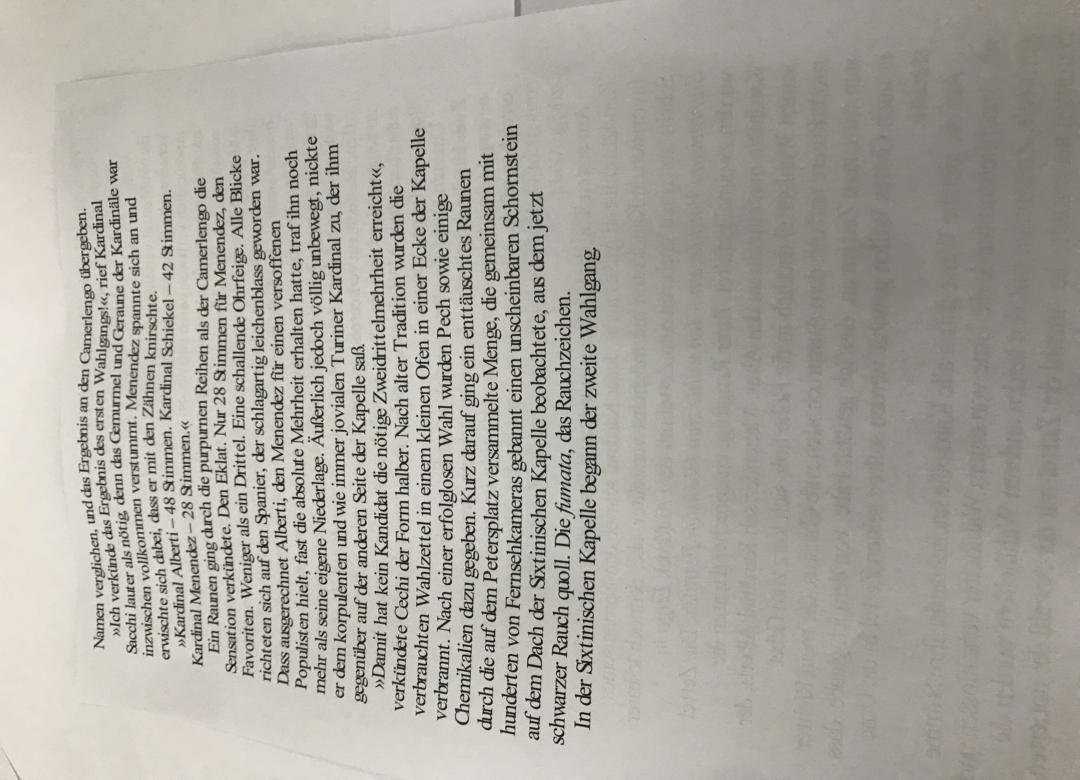 Namen verglichen, und das Ergebnis an den Camerlengo übergeben.
»Ich verkünde das Ergebnis des ersten Wahlgangs!«, rief Kardinal
Sacchi lauter als nötig, denn das Gemurmel und Geraune der Kardinäle war
inzwischen vollkommen verstummt. Menendez spannte sich an und
erwischte sich dabei, dass er mit den Zähnen knirschte.
»Kardinal Alberti – 48 Stimmen. Kardinal Schiekel – 42 Stimmen.
Kardinal Menendez – 28 Stimmen.«
Ein Raunen ging durch die purpurnen Reihen als der Camerlengo die
Sensation verkündete. Den Eklat. Nur 28 Stimmen für Menendez, den
Favoriten. Weniger als ein Drittel. Eine schallende Ohrfeige. Alle Blicke
richteten sich auf den Spanier, der schlagartig leichenblass geworden war.
Dass ausgerechnet Alberti, den Menendez für einen versoffenen
Populisten hielt, fast die absolute Mehrheit erhalten hatte, traf ihn noch
mehr als seine eigene Niederlage. Äußerlich jedoch völlig unbewegt, nickte
er dem korpulenten und wie immer jovialen Turiner Kardinal zu, der ihm
gegenüber auf der anderen Seite der Kapelle saß.
»Damit hat kein Kandidat die nötige Zweidrittelmehrheit erreicht«,
verkündete Cechi der Form halber. Nach alter Tradition wurden die
verbrauchten Wahlzettel in einem kleinen Ofen in einer Ecke der Kapelle
verbrannt. Nach einer erfolglosen Wahl wurden Pech sowie einige
Chemikalien dazu gegeben. Kurz darauf ging ein enttäuschtes Raunen
durch die auf dem Petersplatz versammelte Menge, die gemeinsam mit
hunderten von Fernsehkameras gebannt einen unscheinbaren Schornstein
auf dem Dach der Sixtinischen Kapelle beobachtete, aus dem jetzt
schwarzer Rauch quoll. Die fumata, das Rauchzeichen.
In der Sixtinischen Kapelle begann der zweite Wahlgang.